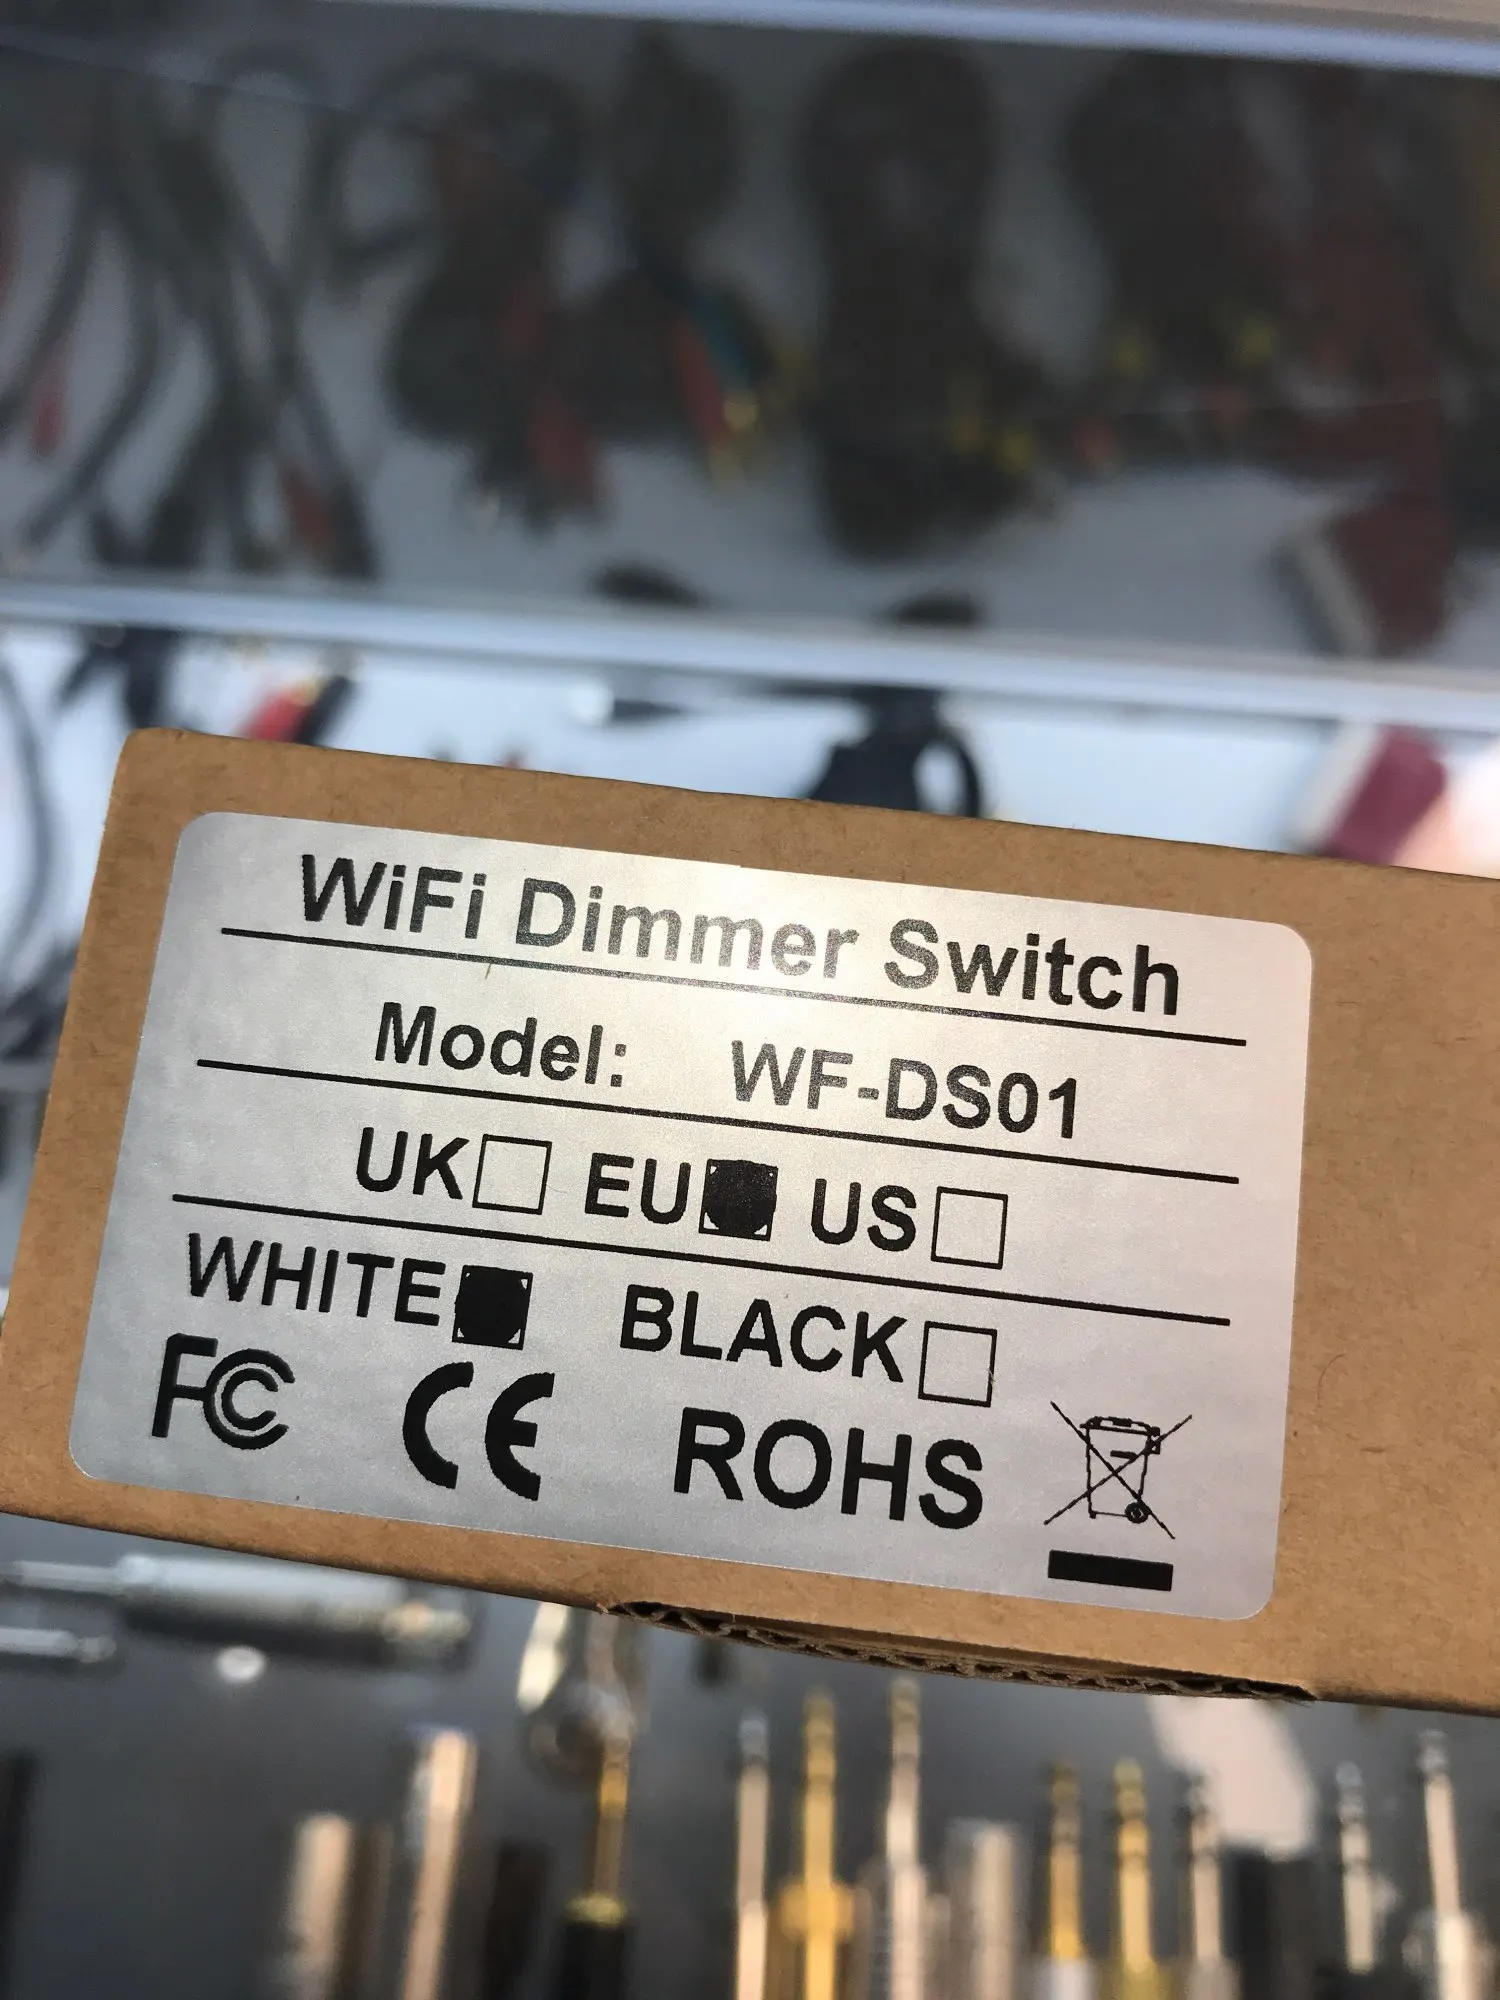 WiFi Dimmer Switch
Model: WF-DS01
UK EU US
WHITE BLACK
FC CE ROHS